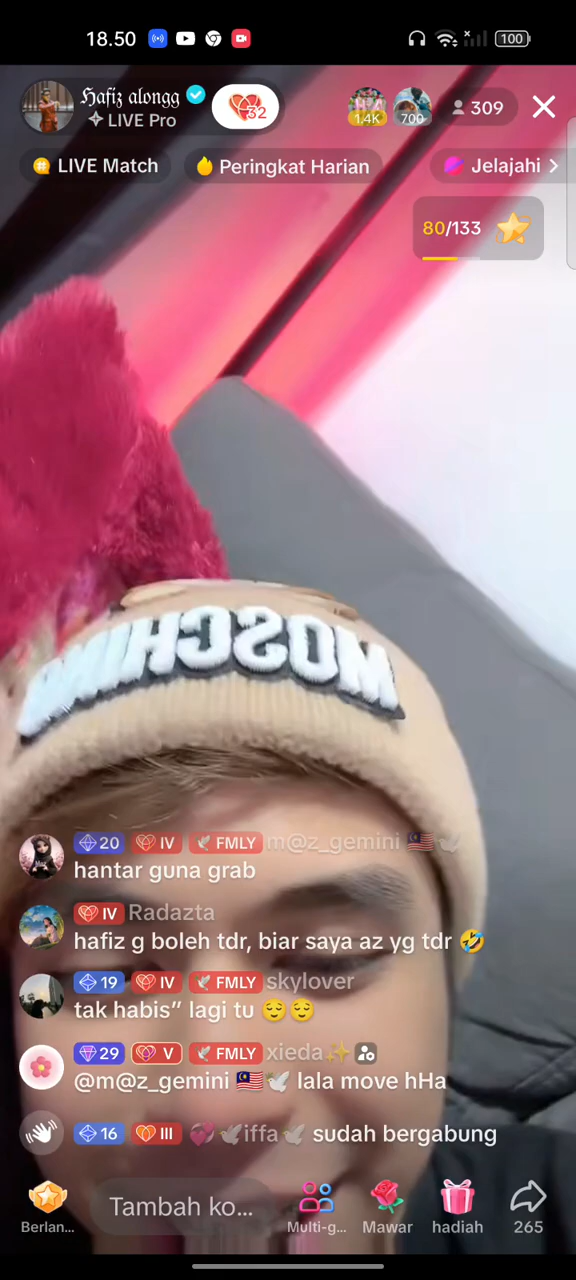 18.50
100
Hafiz alongg
LIVE Pro
32
1.4K
700
309
LIVE Match
Peringkat Harian
Jelajahi
80/133
MOSCHINO
20 IV FMLY m@z_gemini 🇲🇾🕊️
hantar guna grab
IV Radazta
hafiz g boleh tdr, biar saya az yg tdr 🤣
19 IV FMLY skylover
tak habis” lagi tu 😌😌
29 V FMLY xieda✨
@m@z_gemini 🇲🇾🕊️ lala move hHa
16 III 💞🕊️iffa🕊️ sudah bergabung
Tambah ko...
Berlan...
Multi-g...
Mawar
hadiah
265